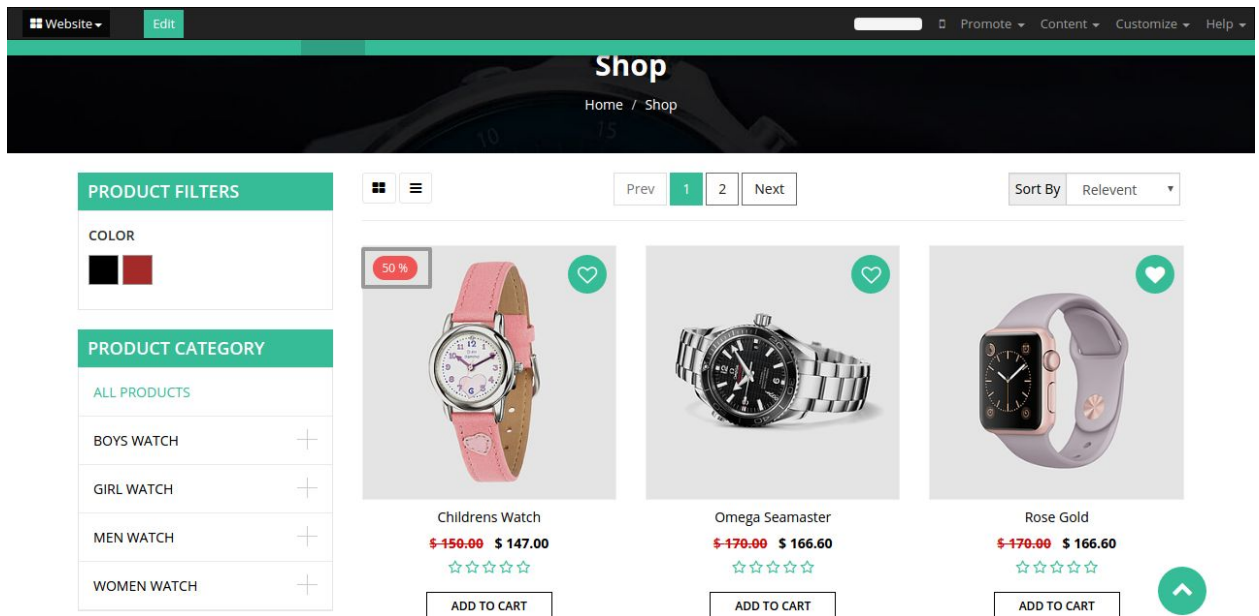 Website Edit Promote Content Customize Help
Shop
Home / Shop
PRODUCT FILTERS
COLOR
PRODUCT CATEGORY
ALL PRODUCTS
BOYS WATCH
GIRL WATCH
MEN WATCH
WOMEN WATCH
Prev 1 2 Next
Sort By Relevent
50 %
Childrens Watch
$ 150.00 $ 147.00
ADD TO CART
Omega Seamaster
$ 170.00 $ 166.60
ADD TO CART
Rose Gold
$ 170.00 $ 166.60
ADD TO CART